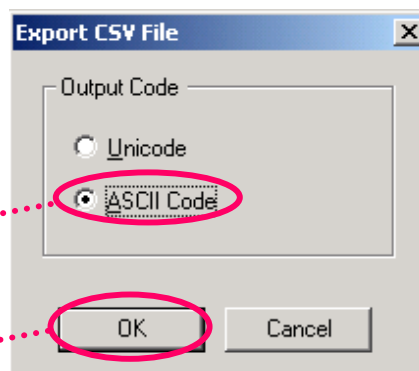 Export CSV File
Output Code
Unicode
ASCII Code
OK
Cancel